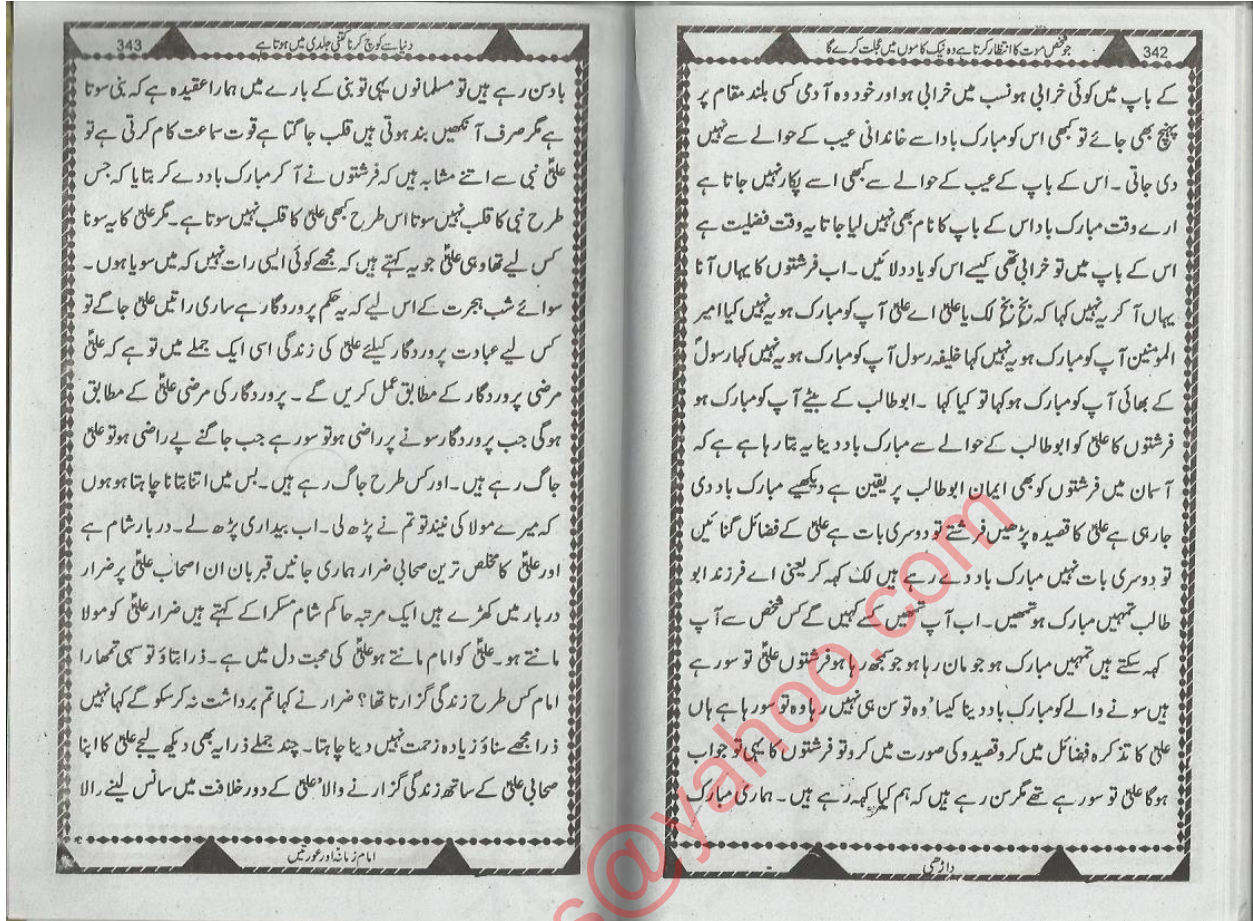 342
جو شخص موت کا انتظار کرتا ہے وہ نیک کاموں میں عجلت کرے گا
کے باپ میں کوئی خرابی ہو نسب میں خرابی ہو اور خود وہ آدمی کسی بلند مقام پر
پہنچ بھی جائے تو کبھی اس کو مبارک باد اسے خاندانی عیب کے حوالے سے نہیں
دی جاتی ۔ اس کے باپ کے عیب کے حوالے سے کبھی اسے پکار نہیں جاتا ہے
ارے وقت مبارک باد اس کے باپ کا نام بھی نہیں لیا جاتا یہ وقت فضلیت ہے
اس کے باپ میں تو خرابی تھی کیسے اس کو یاد دلائیں ۔ اب فرشتوں کا یہاں آنا
یہاں آ کر یہ نہیں کہا کہ بخ بخ لک یا علیؑ اے علیؑ آپ کو مبارک ہو یہ نہیں کہا امیر
المومنین آپ کو مبارک ہو یہ نہیں کہا خلیفہ رسول آپ کو مبارک ہو یہ نہیں کہا رسولؐ
کے بھائی آپ کو مبارک ہو کہا تو کیا کہا ۔ ابوطالب کے بیٹے آپ کو مبارک ہو
فرشتوں کا علیؑ کو ابوطالب کے حوالے سے مبارک باد دینا یہ بتا رہا ہے ہے کہ
آسمان میں فرشتوں کو بھی ایمان ابوطالب پر یقین ہے دیکھیے مبارک باد دی
جا رہی ہے علیؑ کا قصیدہ پڑھیں فرشتے تو دوسری بات ہے علیؑ کے فضائل گنائیں
تو دوسری بات نہیں مبارک باد دے رہے ہیں لک کہہ کر یعنی اے فرزند ابو
طالب تمہیں مبارک ہو تمھیں ۔ اب آپ تمھیں کسے کہیں گے کس شخص سے آپ
کہہ سکتے ہیں تمہیں مبارک ہو جو مان رہا ہو جو سمجھ رہا ہو فرشتوں علیؑ تو سو رہے
ہیں سونے والے کو مبارک باد دینا کیسا' وہ تو سن ہی نہیں رہا وہ تو سو رہا ہے ہاں
علیؑ کا تذکرہ فضائل میں کرو قصیدو کی صورت میں کرو تو فرشتوں کا یہی تو جواب
ہوگا علیؑ تو سو رہے تھے مگر سن رہے ہیں کہ ہم کیا کہہ رہے ہیں ۔ ہماری مبارک
داڑھی
343
دنیا سے کوچ کرنا کتنی جلدی میں ہوتا ہے
باد سن رہے ہیں تو مسلمانوں یہی تو بنی کے بارے میں ہمارا عقیدہ ہے کہ بنی سوتا
ہے مگر صرف آنکھیں بند ہوتی ہیں قلب جاگتا ہے قوت سماعت کام کرتی ہے تو
علیؑ نبی سے اتنے مشابہ ہیں کہ فرشتوں نے آ کر مبارک باد دے کر بتایا کہ جس
طرح نبی کا قلب نہیں سوتا اس طرح کبھی علیؑ کا قلب نہیں سوتا ہے ۔ مگر علیؑ کا یہ سونا
کس لیے تھا وہی علیؑ جو یہ کہتے ہیں کہ مجھے کوئی ایسی رات نہیں کہ میں سویا ہوں ۔
سوائے شب ہجرت کے اس لیے کہ یہ حکم پروردگار ہے ساری راتیں علیؑ جاگے تو
کس لیے عبادت پروردگار کیلئے علیؑ کی زندگی اسی ایک جملے میں تو ہے کہ علیؑ
مرضی پروردگار کے مطابق عمل کریں گے ۔ پروردگار کی مرضی علیؑ کے مطابق
ہوگی جب پروردگار سونے پر راضی ہو تو سو رہے جب جاگنے پے راضی ہو تو علیؑ
جاگ رہے ہیں ۔ اور کس طرح جاگ رہے ہیں ۔ بس میں اتنا بتانا چاہتا ہو ہوں
کہ میرے مولا کی نیند تو تم نے پڑھ لی ۔ اب بیداری پڑھ لے ۔ دربار شام ہے
اور علیؑ کا مخلص ترین صحابی ضرار ہماری جانیں قربان ان اصحاب علیؑ پر ضرار
دربار میں کھڑے ہیں ایک مرتبہ حاکم شام مسکرا کے کہتے ہیں ضرار علیؑ کو مولا
مانتے ہو ۔ علیؑ کو امام مانتے ہو علیؑ کی محبت دل میں ہے ۔ ذرا بتاؤ تو سہی تمھارا
امام کس طرح زندگی گزارتا تھا ؟ ضرار نے کہا تم برداشت نہ کر سکو گے کہا نہیں
ذرا مجھے سناؤ زیادہ زحمت نہیں دینا چاہتا ۔ چند جملے ذرا یہ بھی دیکھ لیجے علیؑ کا اپنا
صحابی علیؑ کے ساتھ زندگی گزارنے والا' علیؑ کے دور خلافت میں سانس لینے والا
امام زمانہ اور عورتیں
s@yahoo.com